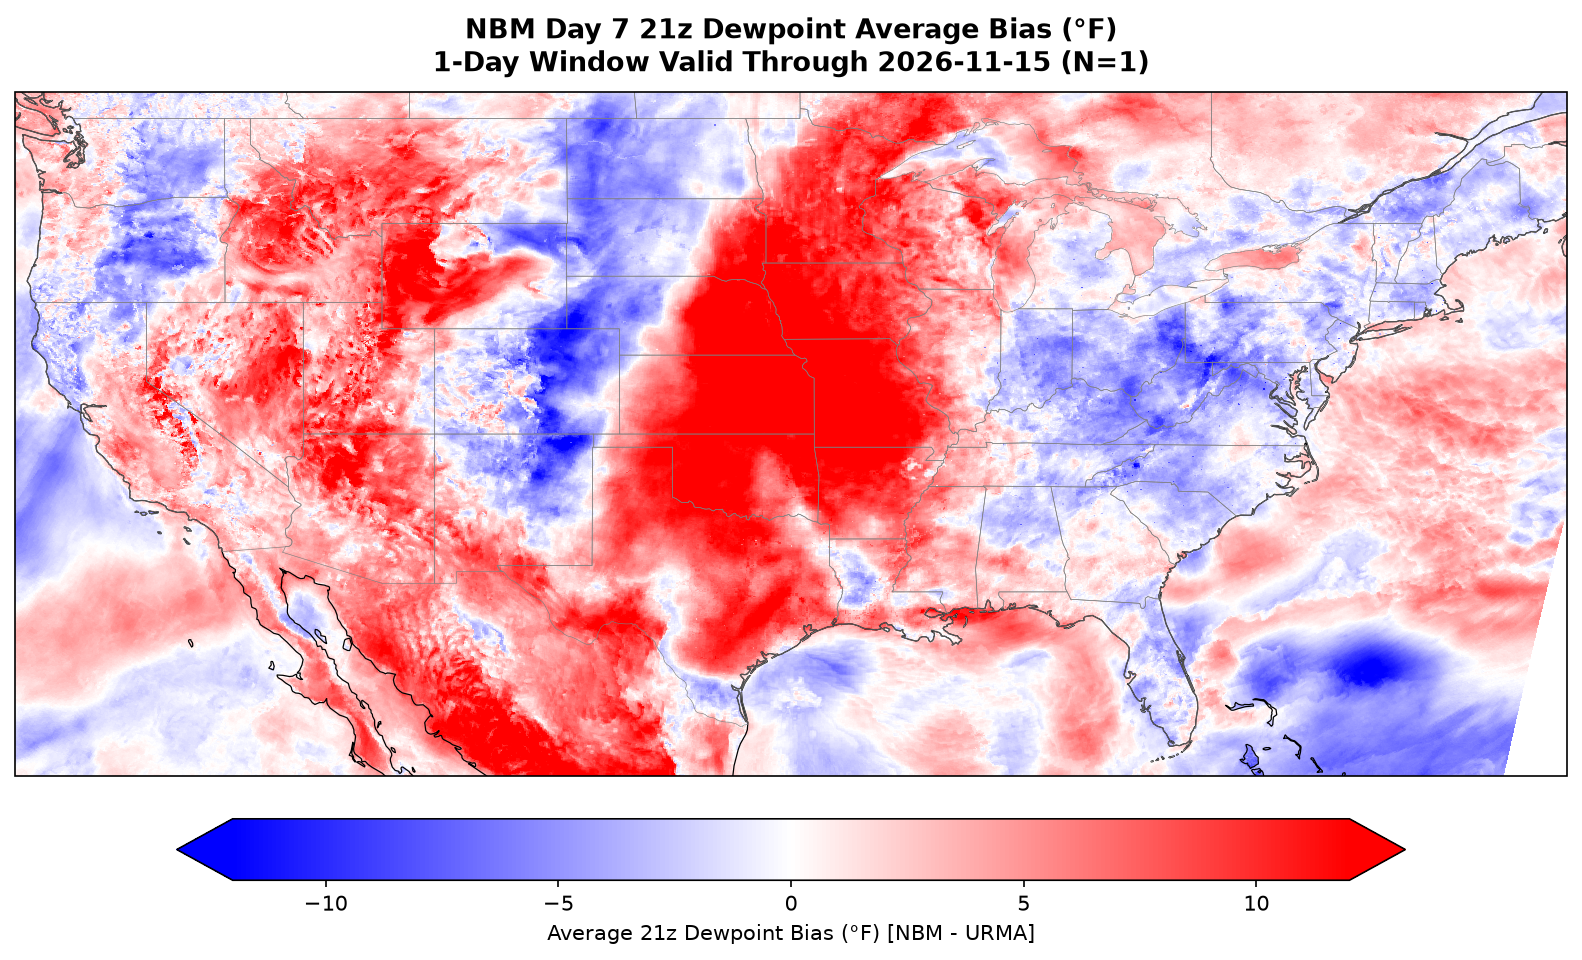 NBM Day 7 21z Dewpoint Average Bias (°F)
1-Day Window Valid Through 2026-11-15 (N=1)
−10 −5 0 5 10
Average 21z Dewpoint Bias (°F) [NBM - URMA]